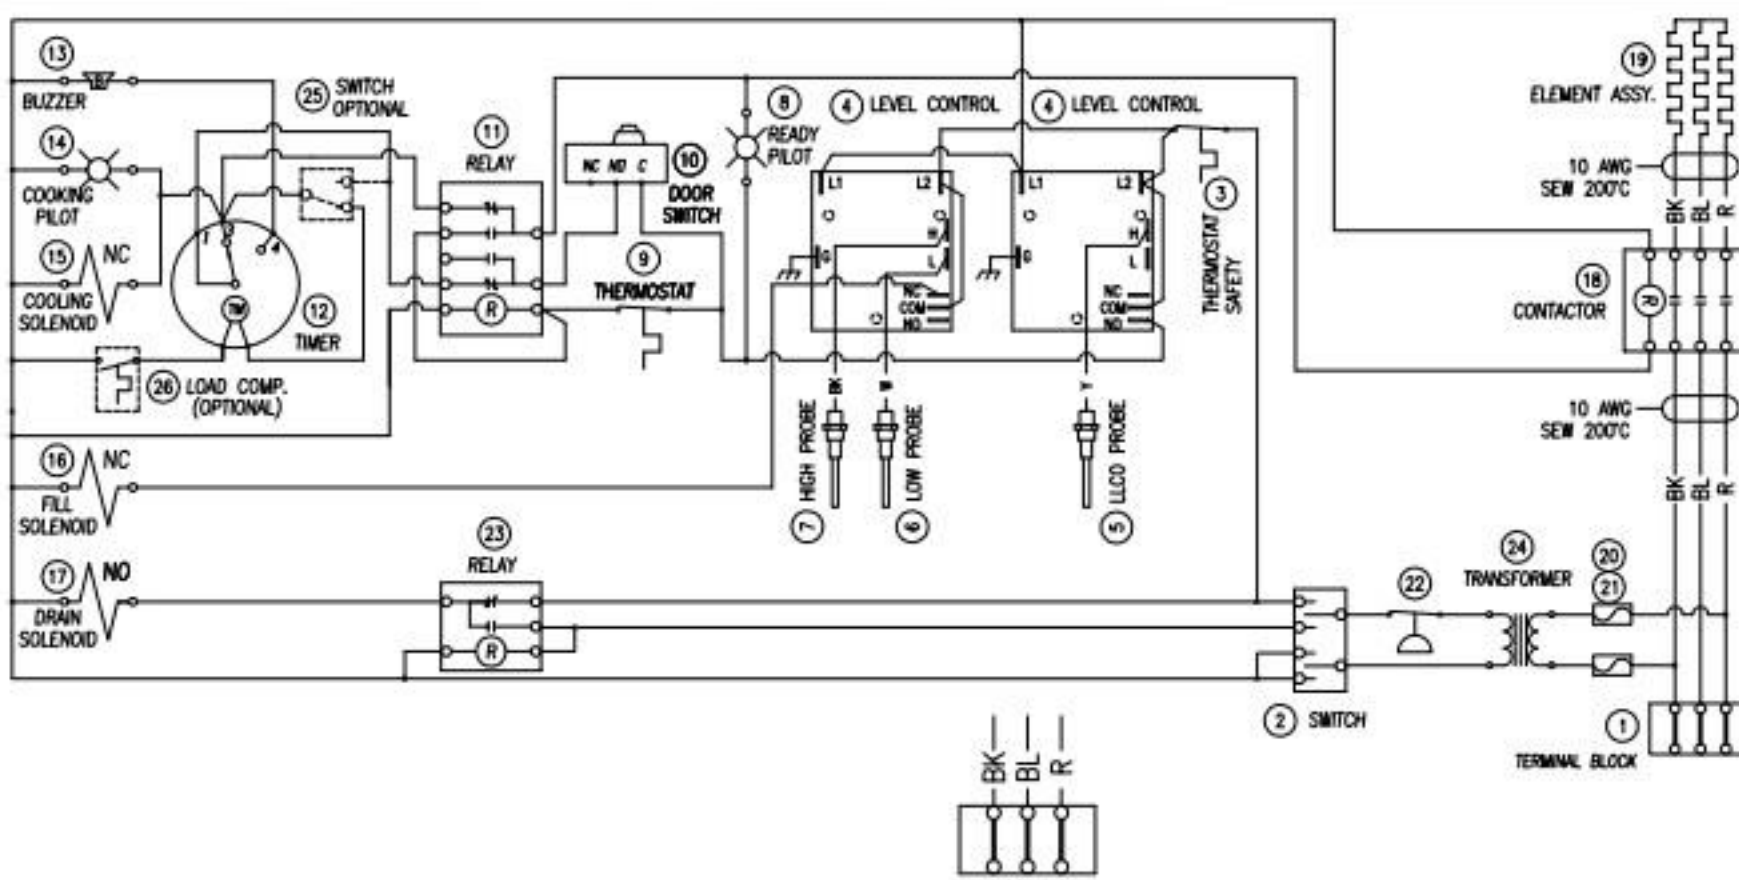 13
BUZZER
25 SWITCH
OPTIONAL
14
COOKING
PILOT
15 NC
COOLING
SOLENOID
1 3 4
TM
12
TIMER
26 LOAD COMP.
(OPTIONAL)
11
RELAY
R
NC NO C
10
DOOR
SWITCH
9
THERMOSTAT
8
READY
PILOT
4 LEVEL CONTROL
L1 L2
H
L
G
NC
COM
NO
4 LEVEL CONTROL
L1 L2
H
L
G
NC
COM
NO
3
THERMOSTAT
SAFETY
BK
W
Y
7 HIGH PROBE
6 LOW PROBE
5 LLCO PROBE
16 NC
FILL
SOLENOID
17 NO
DRAIN
SOLENOID
23
RELAY
R
2 SWITCH
22
24
TRANSFORMER
20
21
19
ELEMENT ASSY.
10 AWG
SEW 200°C
BK BL R
18
CONTACTOR
R
10 AWG
SEW 200°C
BK BL R
1
TERMINAL BLOCK
BK BL R